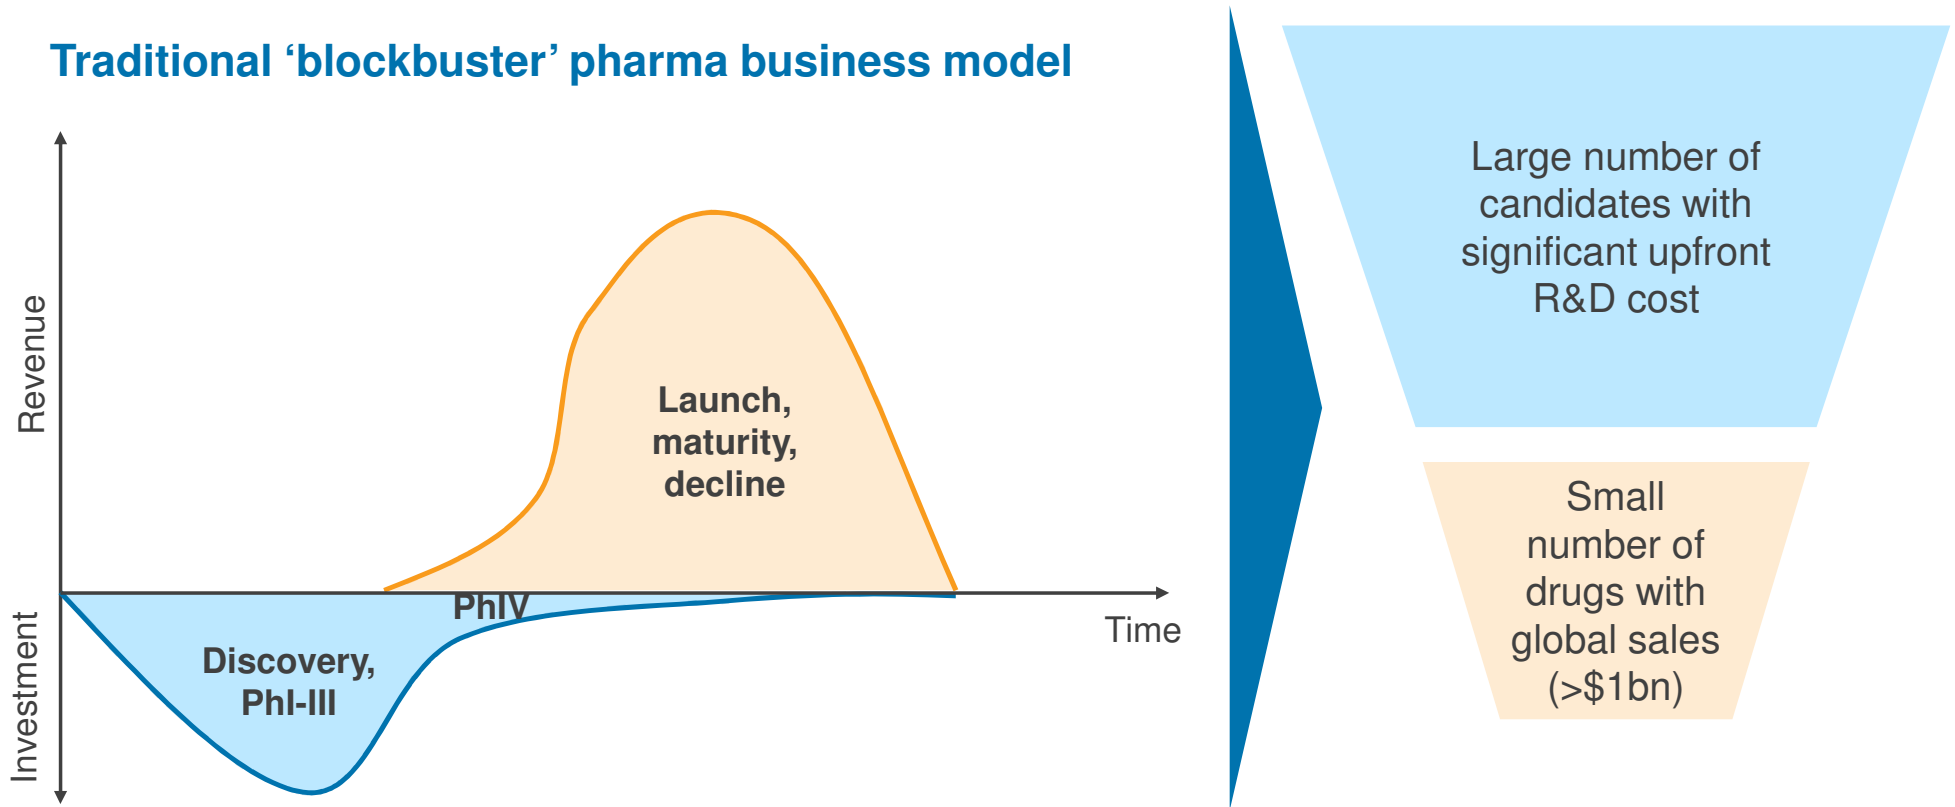 Traditional ‘blockbuster’ pharma business model
Revenue
Investment
Launch,
maturity,
decline
PhIV
Discovery,
PhI-III
Time
Large number of
candidates with
significant upfront
R&D cost
Small
number of
drugs with
global sales
(>$1bn)